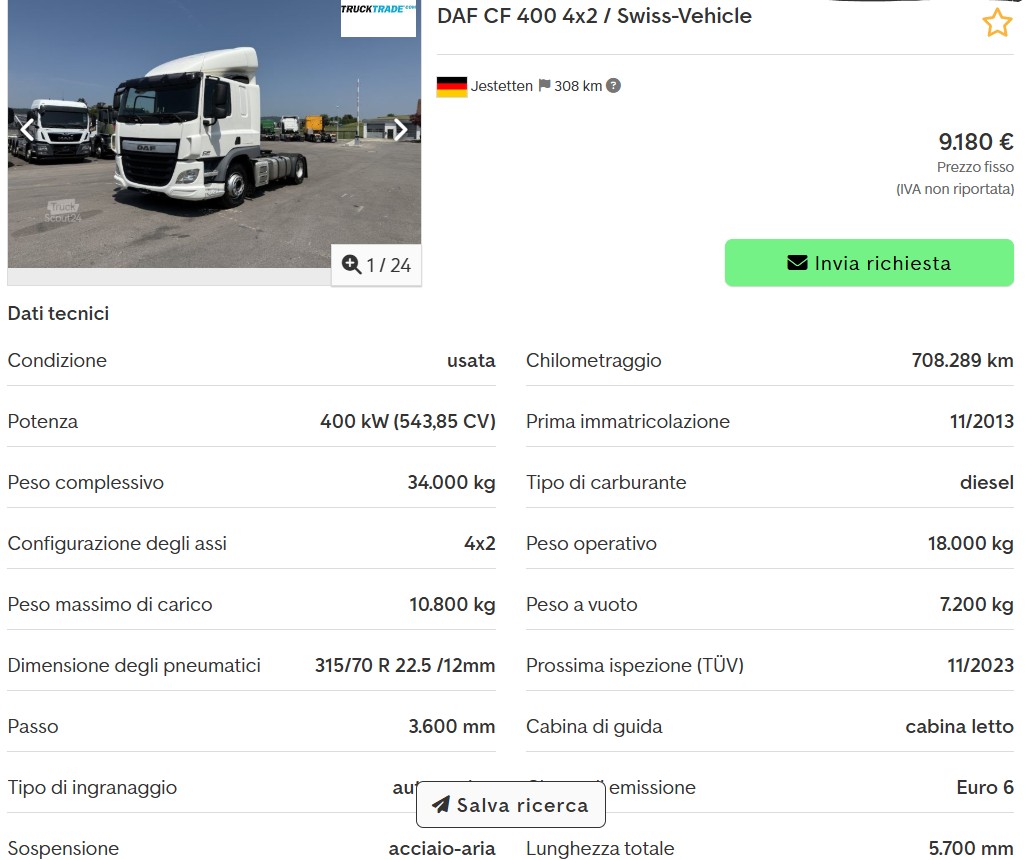 TRUCKTRADE.COM
DAF CF 400 4x2 / Swiss-Vehicle
Jestetten 308 km ?
9.180 €
Prezzo fisso
(IVA non riportata)
DAF
CF
Truck
Scout24
1 / 24
Invia richiesta
Dati tecnici
Condizione usata Chilometraggio 708.289 km
Potenza 400 kW (543,85 CV) Prima immatricolazione 11/2013
Peso complessivo 34.000 kg Tipo di carburante diesel
Configurazione degli assi 4x2 Peso operativo 18.000 kg
Peso massimo di carico 10.800 kg Peso a vuoto 7.200 kg
Dimensione degli pneumatici 315/70 R 22.5 /12mm Prossima ispezione (TÜV) 11/2023
Passo 3.600 mm Cabina di guida cabina letto
Tipo di ingranaggio emissione Euro 6
Salva ricerca
Sospensione acciaio-aria Lunghezza totale 5.700 mm